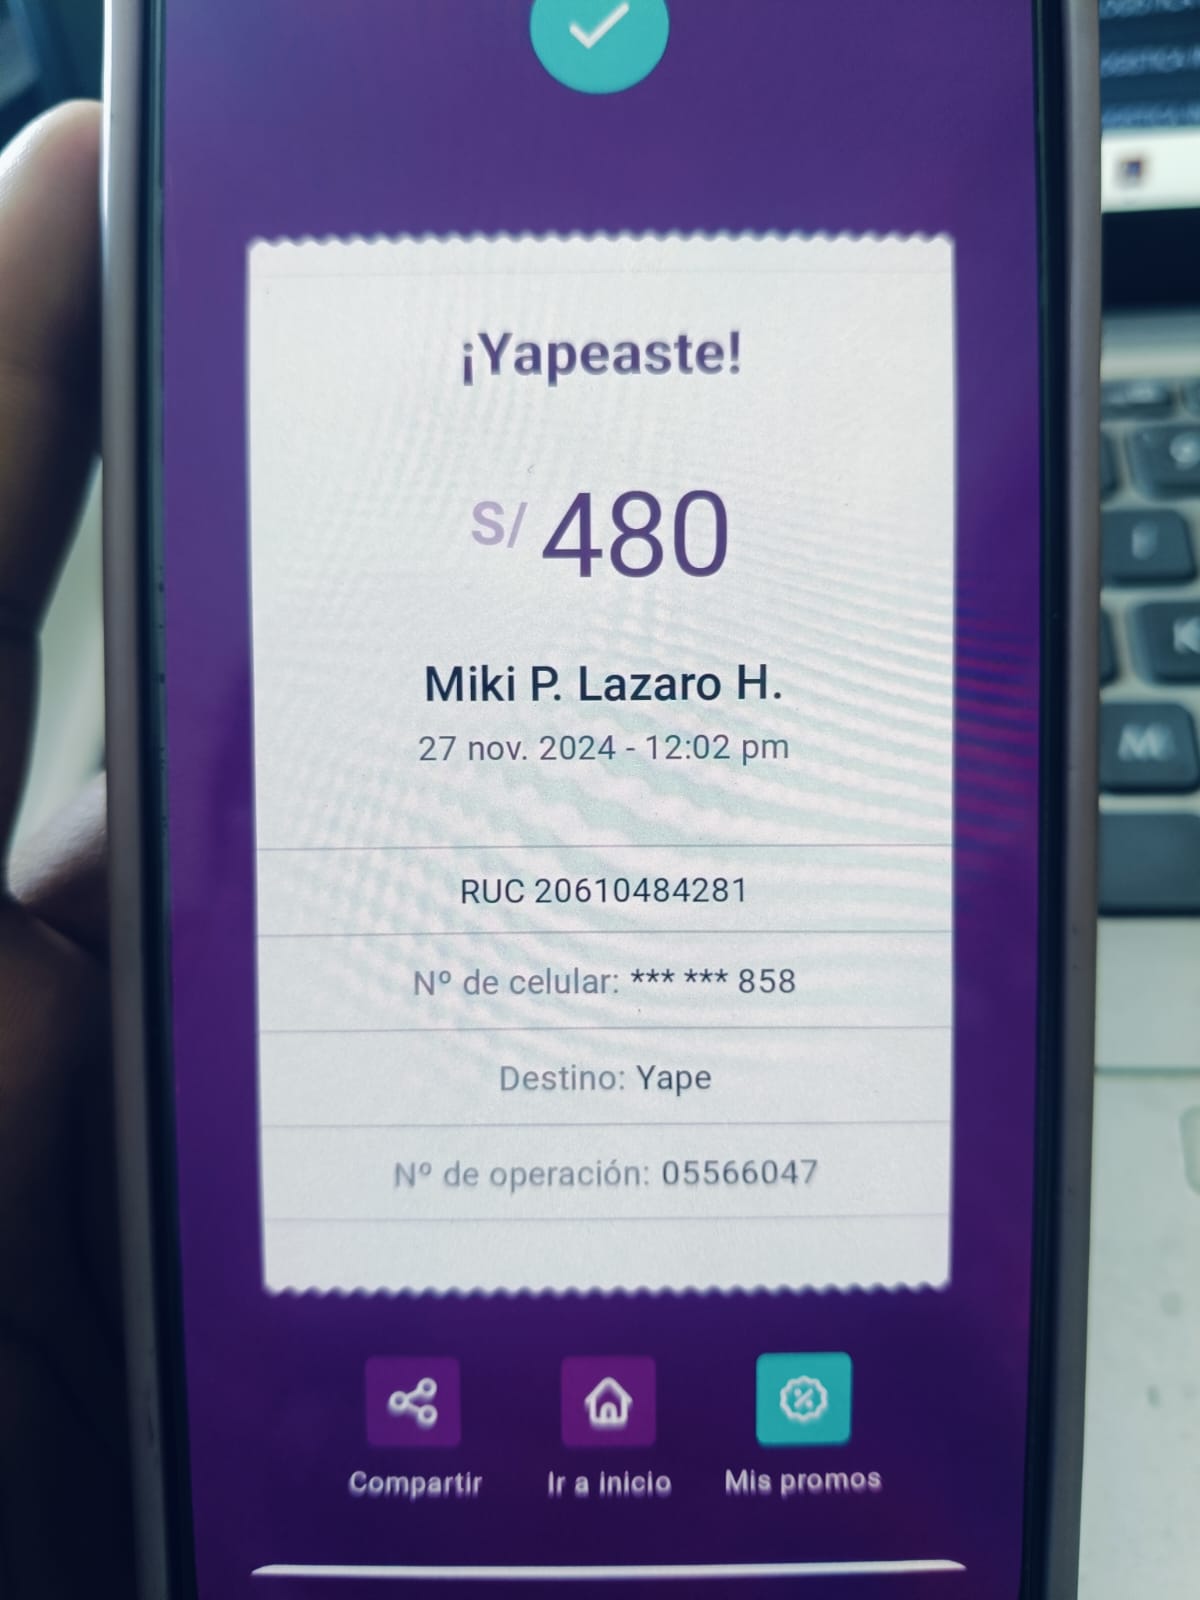 ¡Yapeaste!
S/ 480
Miki P. Lazaro H.
27 nov. 2024 - 12:02 pm
RUC 20610484281
Nº de celular: *** *** 858
Destino: Yape
Nº de operación: 05566047
Compartir
Ir a inicio
Mis promos
K
M